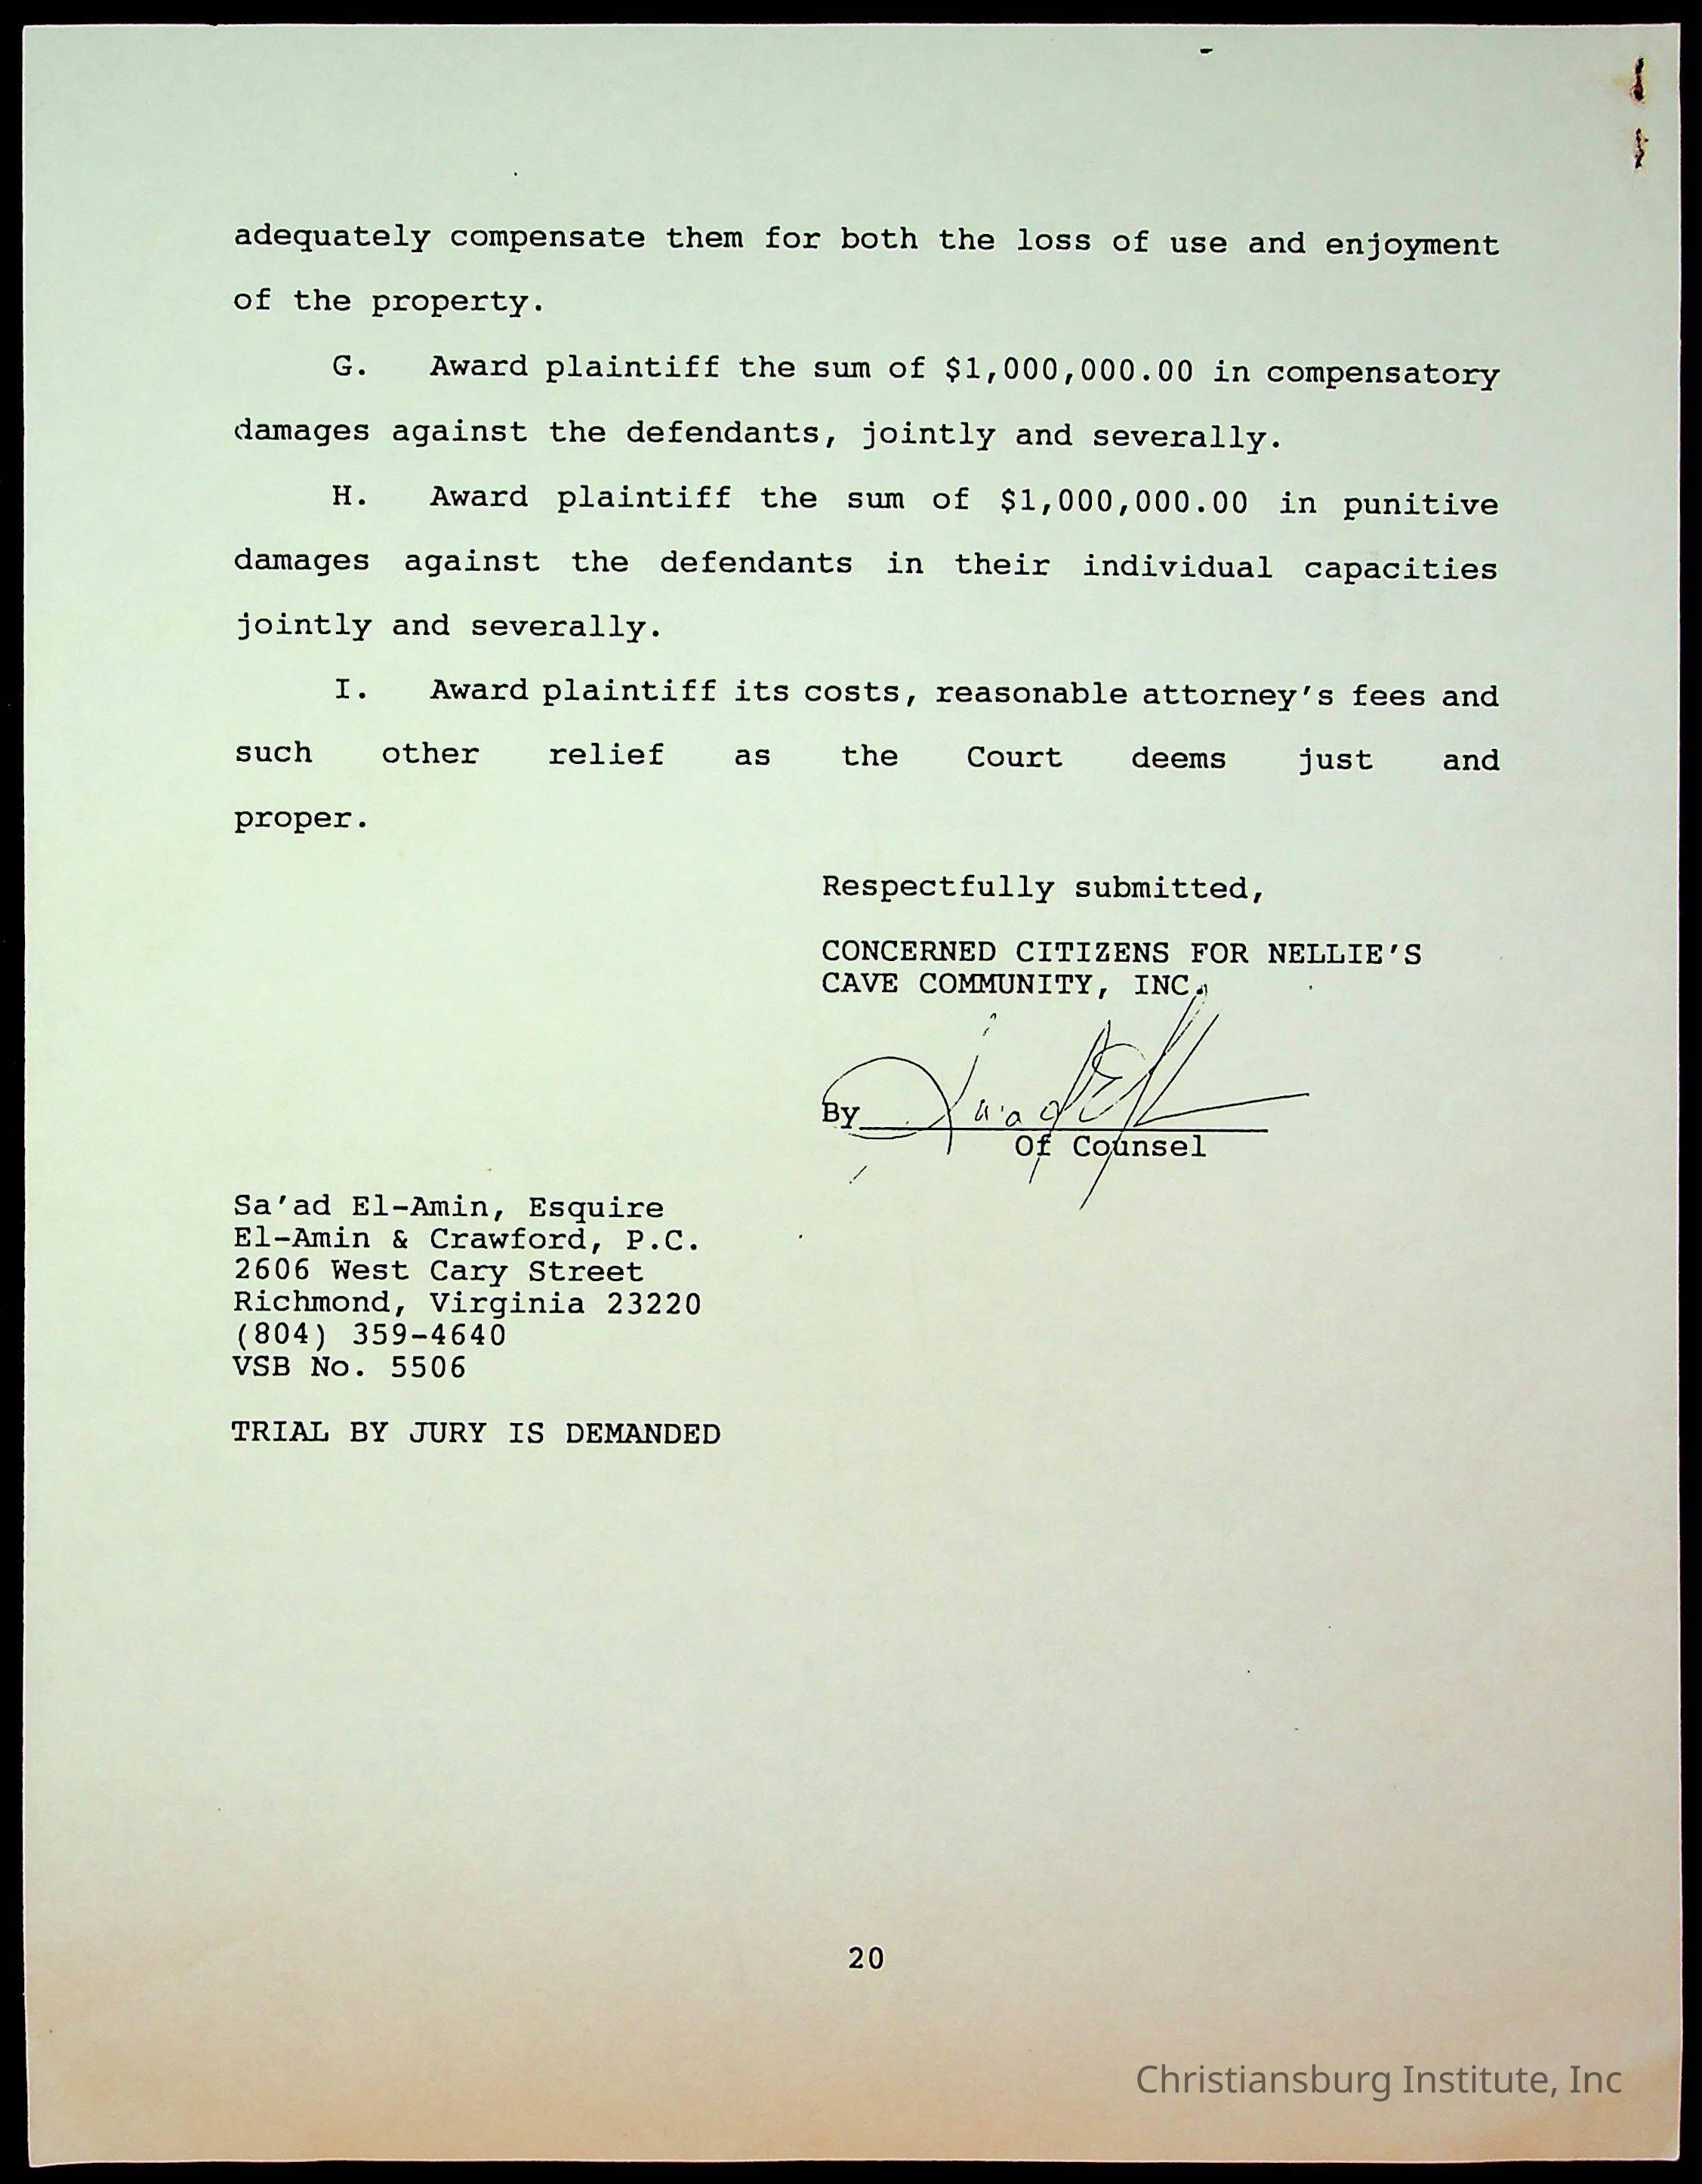 adequately compensate them for both the loss of use and enjoyment
of the property.
G. Award plaintiff the sum of $1,000,000.00 in compensatory
damages against the defendants, jointly and severally.
H. Award plaintiff the sum of $1,000,000.00 in punitive
damages against the defendants in their individual capacities
jointly and severally.
I. Award plaintiff its costs, reasonable attorney's fees and
such other relief as the Court deems just and
proper.
Respectfully submitted,
CONCERNED CITIZENS FOR NELLIE'S
CAVE COMMUNITY, INC.
By
Of Counsel
Sa'ad El-Amin, Esquire
El-Amin & Crawford, P.C.
2606 West Cary Street
Richmond, Virginia 23220
(804) 359-4640
VSB No. 5506
TRIAL BY JURY IS DEMANDED
20
Christiansburg Institute, Inc